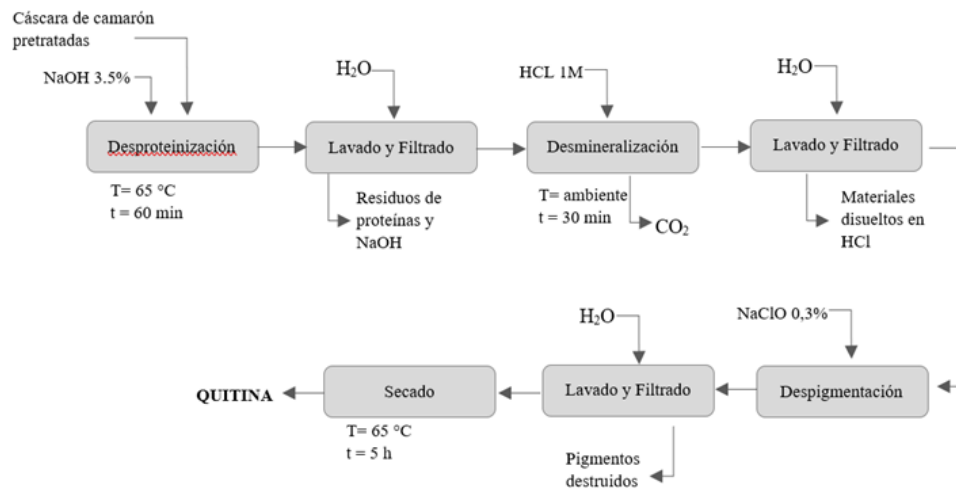 Cáscara de camarón
pretratadas
NaOH 3.5%
H₂O
HCL 1M
H₂O
Desproteinización
Lavado y Filtrado
Desmineralización
Lavado y Filtrado
T= 65 °C
t = 60 min
Residuos de
proteínas y
NaOH
T= ambiente
t = 30 min
CO₂
Materiales
disueltos en
HCl
H₂O
NaClO 0,3%
QUITINA
Secado
Lavado y Filtrado
Despigmentación
T= 65 °C
t = 5 h
Pigmentos
destruidos